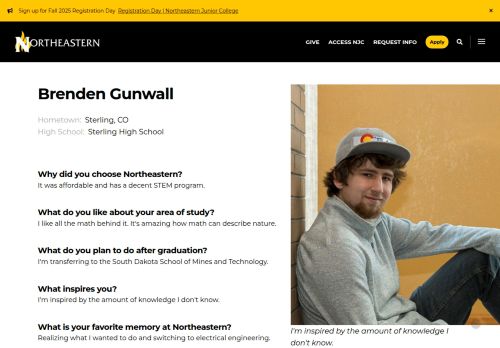 Sign up for Fall 2025 Registration Day Registration Day | Northeastern Junior College ×
NORTHEASTERN GIVE ACCESS NJC REQUEST INFO Apply
Brenden Gunwall
Hometown: Sterling, CO
High School: Sterling High School
Why did you choose Northeastern?
It was affordable and has a decent STEM program.
What do you like about your area of study?
I like all the math behind it. It's amazing how math can describe nature.
What do you plan to do after graduation?
I'm transferring to the South Dakota School of Mines and Technology.
What inspires you?
I'm inspired by the amount of knowledge I don't know.
What is your favorite memory at Northeastern?
Realizing what I wanted to do and switching to electrical engineering.
I'm inspired by the amount of knowledge I
don't know.